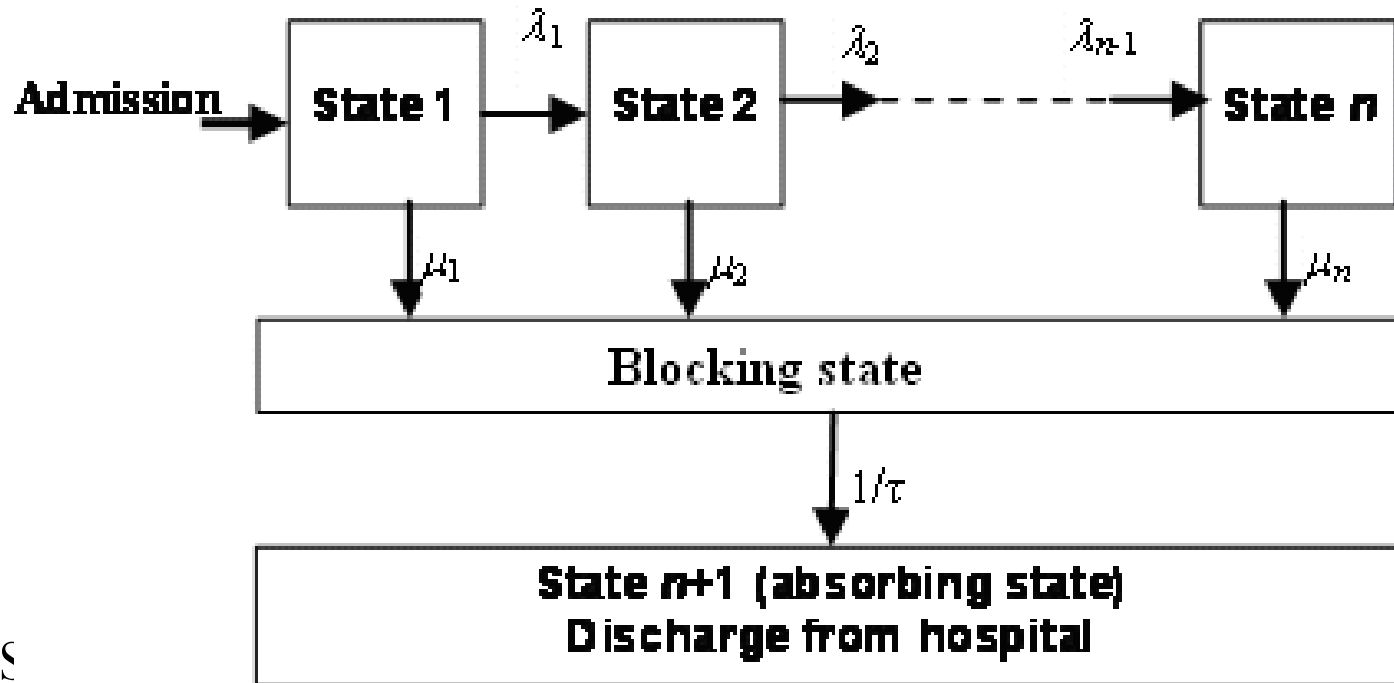 λ₁
λ₂
λₙ₋₁
Admission
State 1
State 2
State n
μ₁
μ₂
μₙ
Blocking state
1/τ
State n+1 (absorbing state)
Discharge from hospital